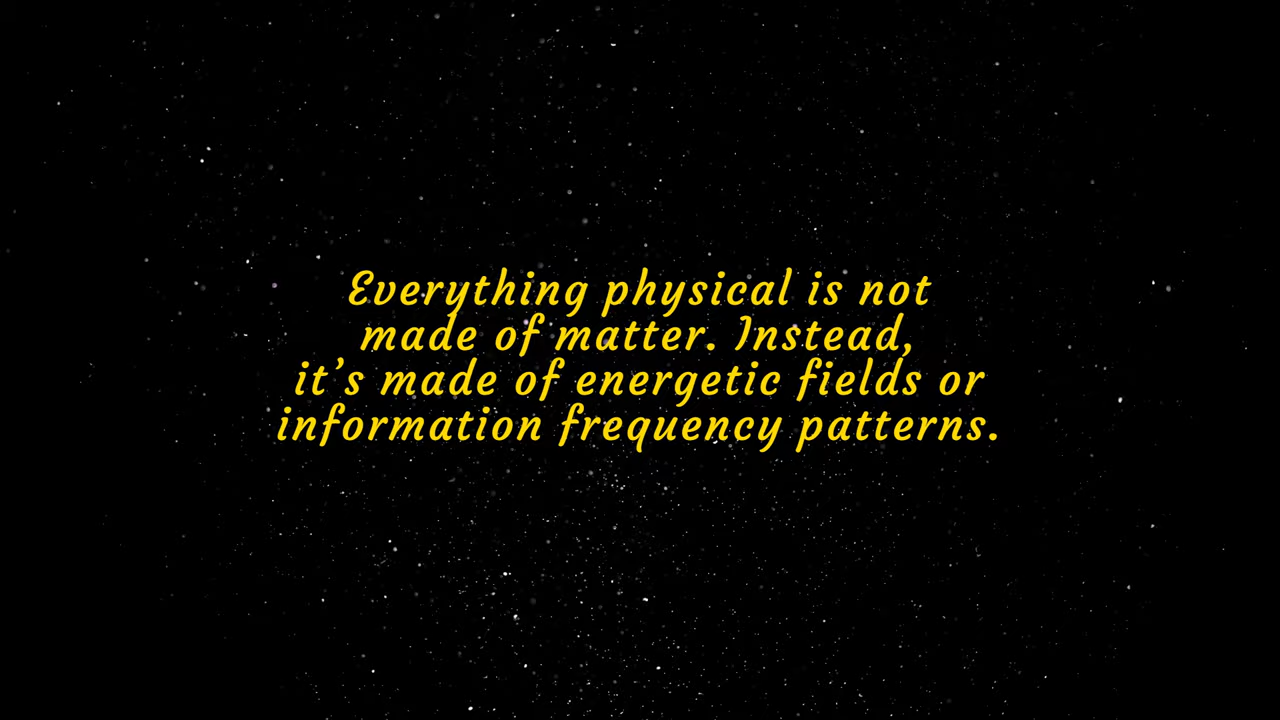 Everything physical is not
made of matter. Instead,
it’s made of energetic fields or
information frequency patterns.